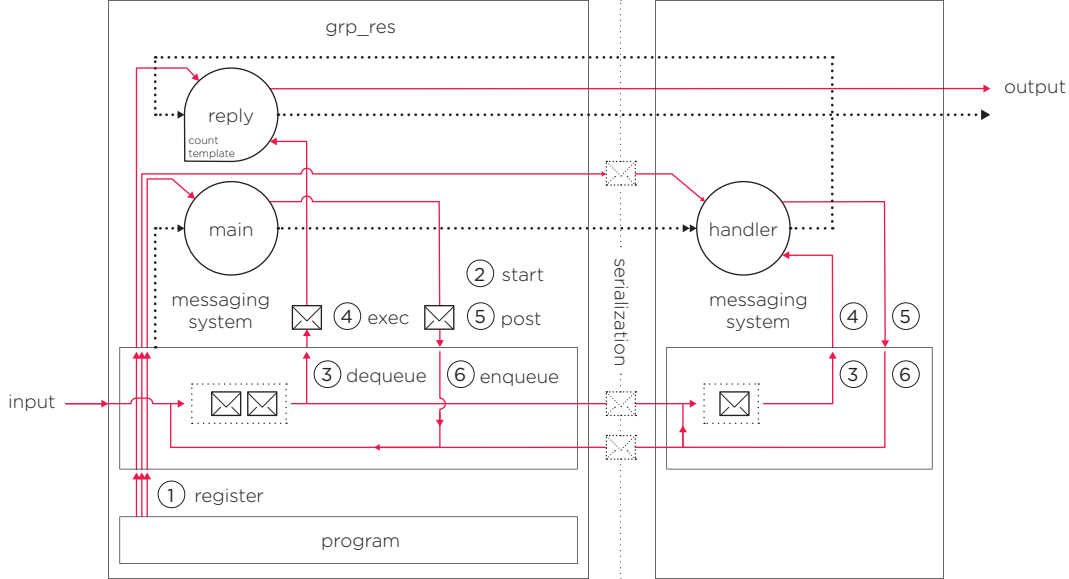 grp_res
output
reply
count
template
main
handler
② start
serialization
messaging
system
④ exec
⑤ post
messaging
system
④
⑤
③ dequeue
⑥ enqueue
③
⑥
input
① register
program